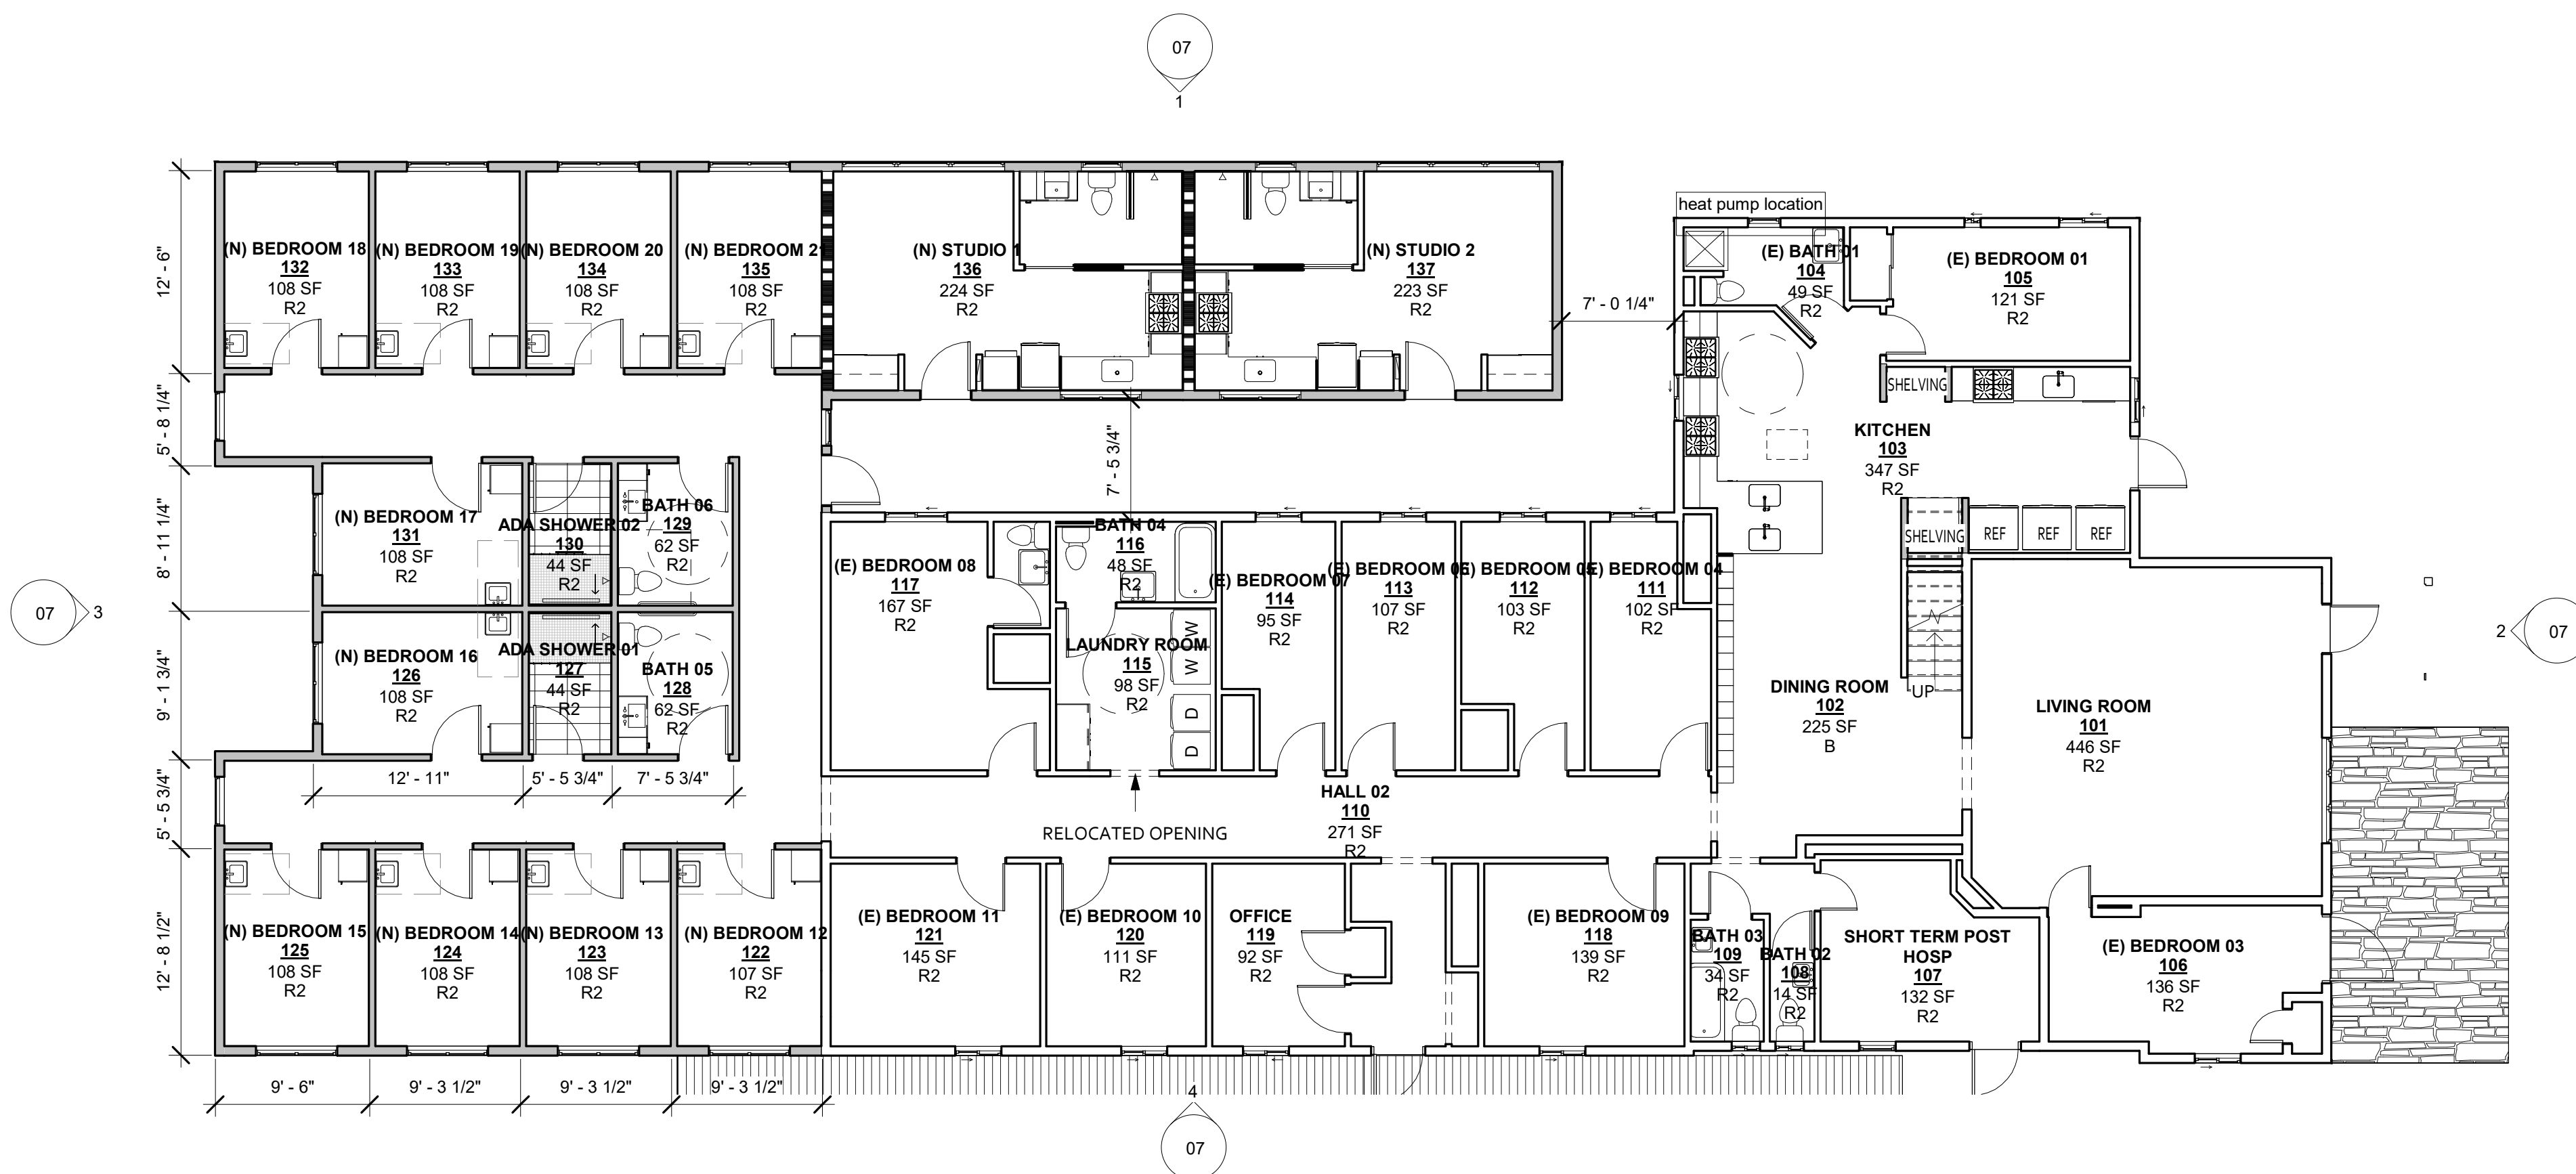 07
1
heat pump location
(N) BEDROOM 18
132
108 SF
R2
(N) BEDROOM 19
133
108 SF
R2
(N) BEDROOM 20
134
108 SF
R2
(N) BEDROOM 21
135
108 SF
R2
(N) STUDIO 1
136
224 SF
R2
(N) STUDIO 2
137
223 SF
R2
(E) BATH 01
104
49 SF
R2
(E) BEDROOM 01
105
121 SF
R2
12' - 6"
7' - 0 1/4"
5' - 8 1/4"
7' - 5 3/4"
SHELVING
KITCHEN
103
347 SF
R2
SHELVING
REF
REF
REF
8' - 11 1/4"
(N) BEDROOM 17
131
108 SF
R2
ADA SHOWER 02
130
44 SF
R2
BATH 06
129
62 SF
R2
(E) BEDROOM 08
117
167 SF
R2
BATH 04
116
48 SF
R2
(E) BEDROOM 07
114
95 SF
R2
(E) BEDROOM 06
113
107 SF
R2
(E) BEDROOM 05
112
103 SF
R2
(E) BEDROOM 04
111
102 SF
R2
07
3
2
07
9' - 1 3/4"
(N) BEDROOM 16
126
108 SF
R2
ADA SHOWER 01
127
44 SF
R2
BATH 05
128
62 SF
R2
LAUNDRY ROOM
115
98 SF
R2
W
W
D
D
UP
DINING ROOM
102
225 SF
B
LIVING ROOM
101
446 SF
R2
12' - 11"
5' - 5 3/4"
7' - 5 3/4"
5' - 5 3/4"
RELOCATED OPENING
HALL 02
110
271 SF
R2
12' - 8 1/2"
(N) BEDROOM 15
125
108 SF
R2
(N) BEDROOM 14
124
108 SF
R2
(N) BEDROOM 13
123
108 SF
R2
(N) BEDROOM 12
122
107 SF
R2
(E) BEDROOM 11
121
145 SF
R2
(E) BEDROOM 10
120
111 SF
R2
OFFICE
119
92 SF
R2
(E) BEDROOM 09
118
139 SF
R2
BATH 03
109
34 SF
R2
BATH 02
108
14 SF
R2
SHORT TERM POST
HOSP
107
132 SF
R2
(E) BEDROOM 03
106
136 SF
R2
9' - 6"
9' - 3 1/2"
9' - 3 1/2"
9' - 3 1/2"
4
07